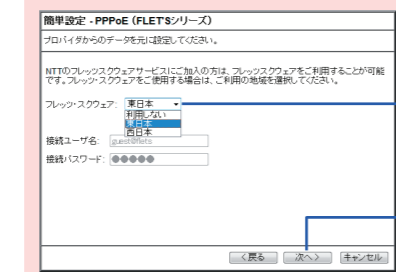 簡単設定 - PPPoE（FLET'Sシリーズ）
プロバイダからのデータを元に設定してください。
NTTのフレッツスクウェアサービスにご加入の方は、フレッツスクウェアをご利用することが可能
です。フレッツ・スクウェアをご使用する場合は、ご利用の地域を選択してください。
フレッツ・スクウェア: 東日本
利用しない
東日本
西日本
接続ユーザ名: guest@flets
接続パスワード: ●●●●●
<戻る 次へ> キャンセル